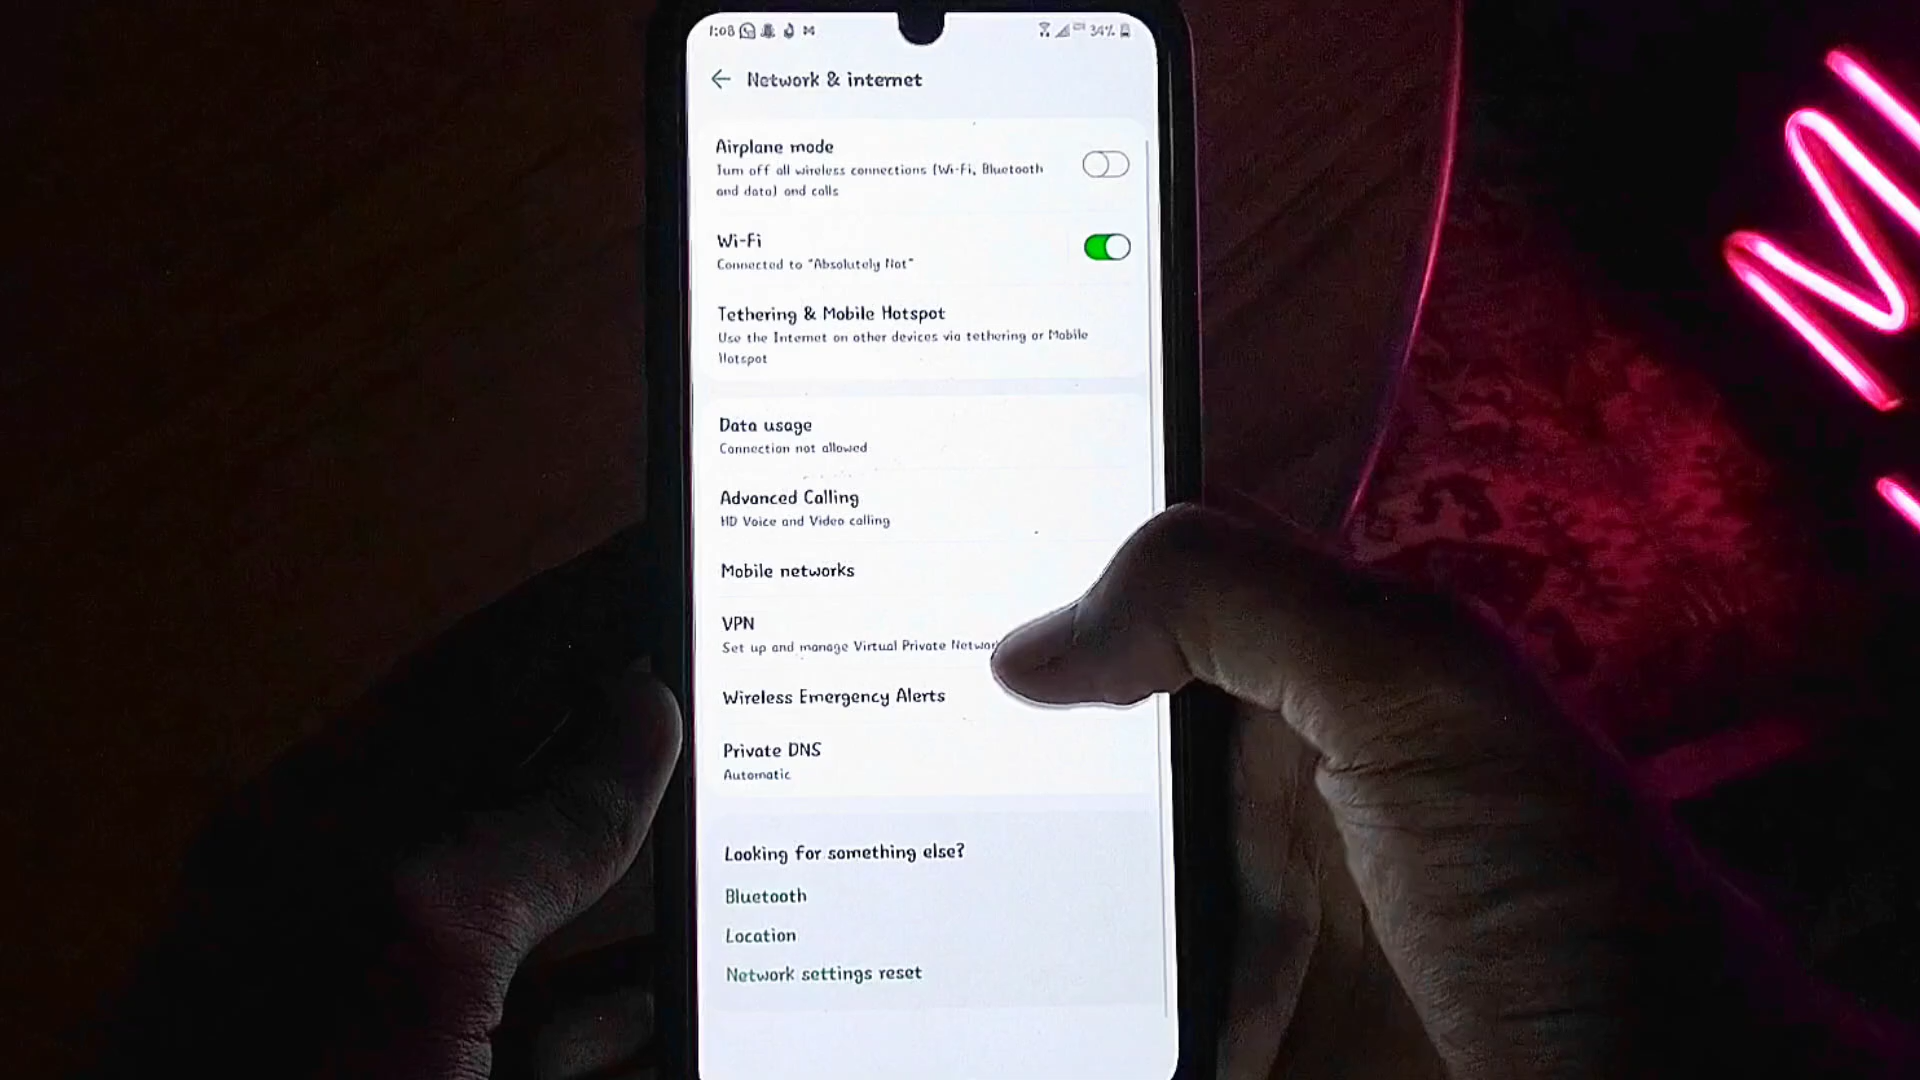 1:08 34%
Network & internet
Airplane mode
Turn off all wireless connections (Wi-Fi, Bluetooth
and data) and calls
Wi-Fi
Connected to "Absolutely Not"
Tethering & Mobile Hotspot
Use the Internet on other devices via tethering or Mobile
Hotspot
Data usage
Connection not allowed
Advanced Calling
HD Voice and Video calling
Mobile networks
VPN
Set up and manage Virtual Private
Wireless Emergency Alerts
Private DNS
Automatic
Looking for something else?
Bluetooth
Location
Network settings reset